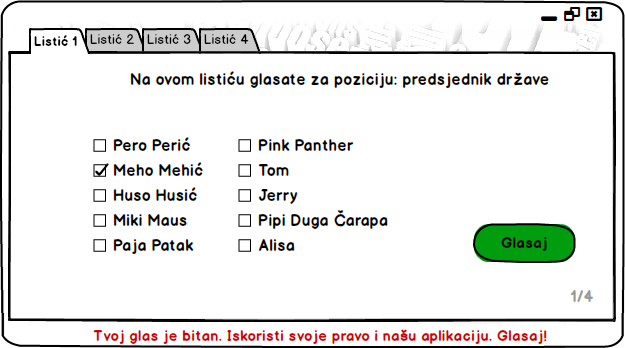 Listić 1 Listić 2 Listić 3 Listić 4
Na ovom listiću glasate za poziciju: predsjednik države
Pero Perić
Meho Mehić
Huso Husić
Miki Maus
Paja Patak
Pink Panther
Tom
Jerry
Pipi Duga Čarapa
Alisa
Glasaj
1/4
Tvoj glas je bitan. Iskoristi svoje pravo i našu aplikaciju. Glasaj!